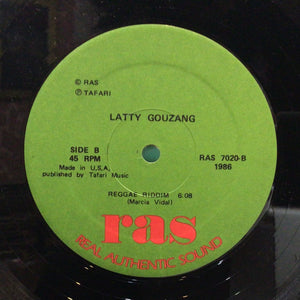 © RAS
℗ TAFARI
LATTY GOUZANG
SIDE B
45 RPM
Made in U.S.A.
published by Tafari Music
RAS 7020-B
1986
REGGAE RIDDIM 6:08
(Marcia Vidal)
ras
REAL AUTHENTIC SOUND